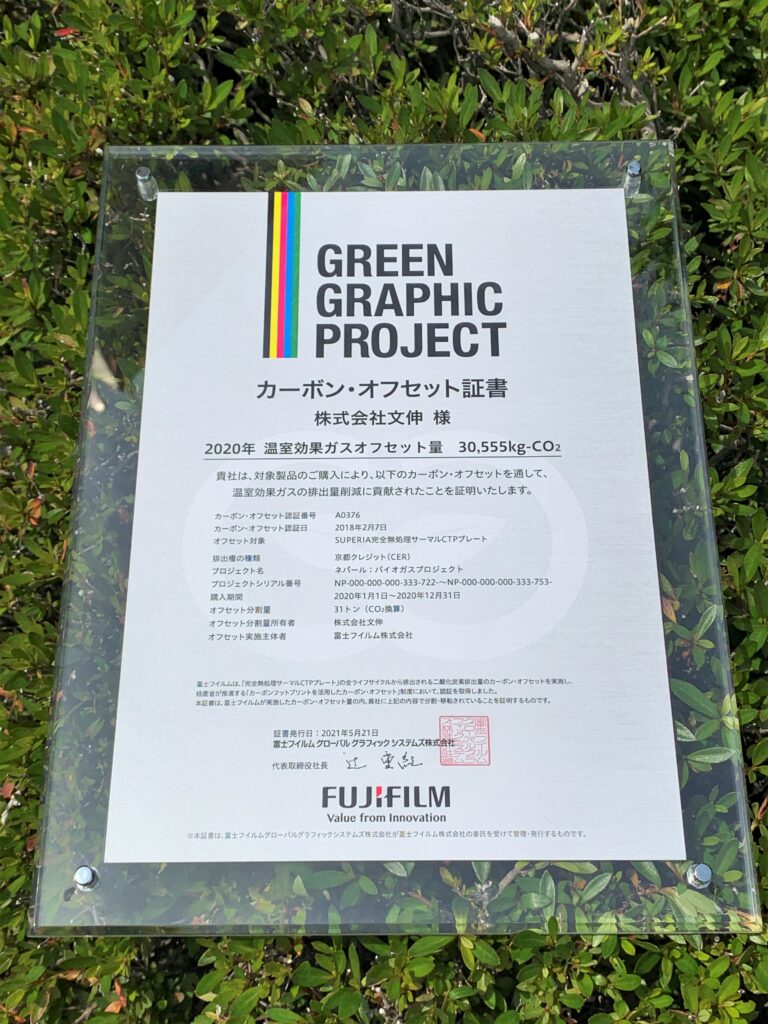 GREEN
GRAPHIC
PROJECT
カーボン・オフセット証書
株式会社文伸 様
2020年 温室効果ガスオフセット量 30,555kg-CO₂
貴社は、対象製品のご購入により、以下のカーボン・オフセットを通して、
温室効果ガスの排出量削減に貢献されたことを証明いたします。
カーボン・オフセット認証番号 A0376
カーボン・オフセット認証日 2018年2月7日
オフセット対象 SUPERIA完全無処理サーマルCTPプレート
排出権の種類 京都クレジット（CER）
プロジェクト名 ネパール：バイオガスプロジェクト
プロジェクトシリアル番号 NP-000-000-000-333-722-～NP-000-000-000-333-753-
購入期間 2020年1月1日～2020年12月31日
オフセット分割量 31トン（CO₂換算）
オフセット分割量所有者 株式会社文伸
オフセット実施主体者 富士フイルム株式会社
富士フイルムは、「完全無処理サーマルCTPプレート」の全ライフサイクルから排出される二酸化炭素排出量のカーボン・オフセットを実施し、
経産省が推進する「カーボンフットプリントを活用したカーボン・オフセット」制度において、認証を取得しました。
本証書は、富士フイルムが実施したカーボン・オフセット量の内、貴社に上記の内容で分割・移転されていることを証明するものです。
証書発行日：2021年5月21日
富士フイルム グローバル グラフィック システムズ株式会社
代表取締役社長 辻
FUJIFILM
Value from Innovation
※本証書は、富士フイルムグローバルグラフィックシステムズ株式会社が富士フイルム株式会社の委託を受けて管理・発行するものです。